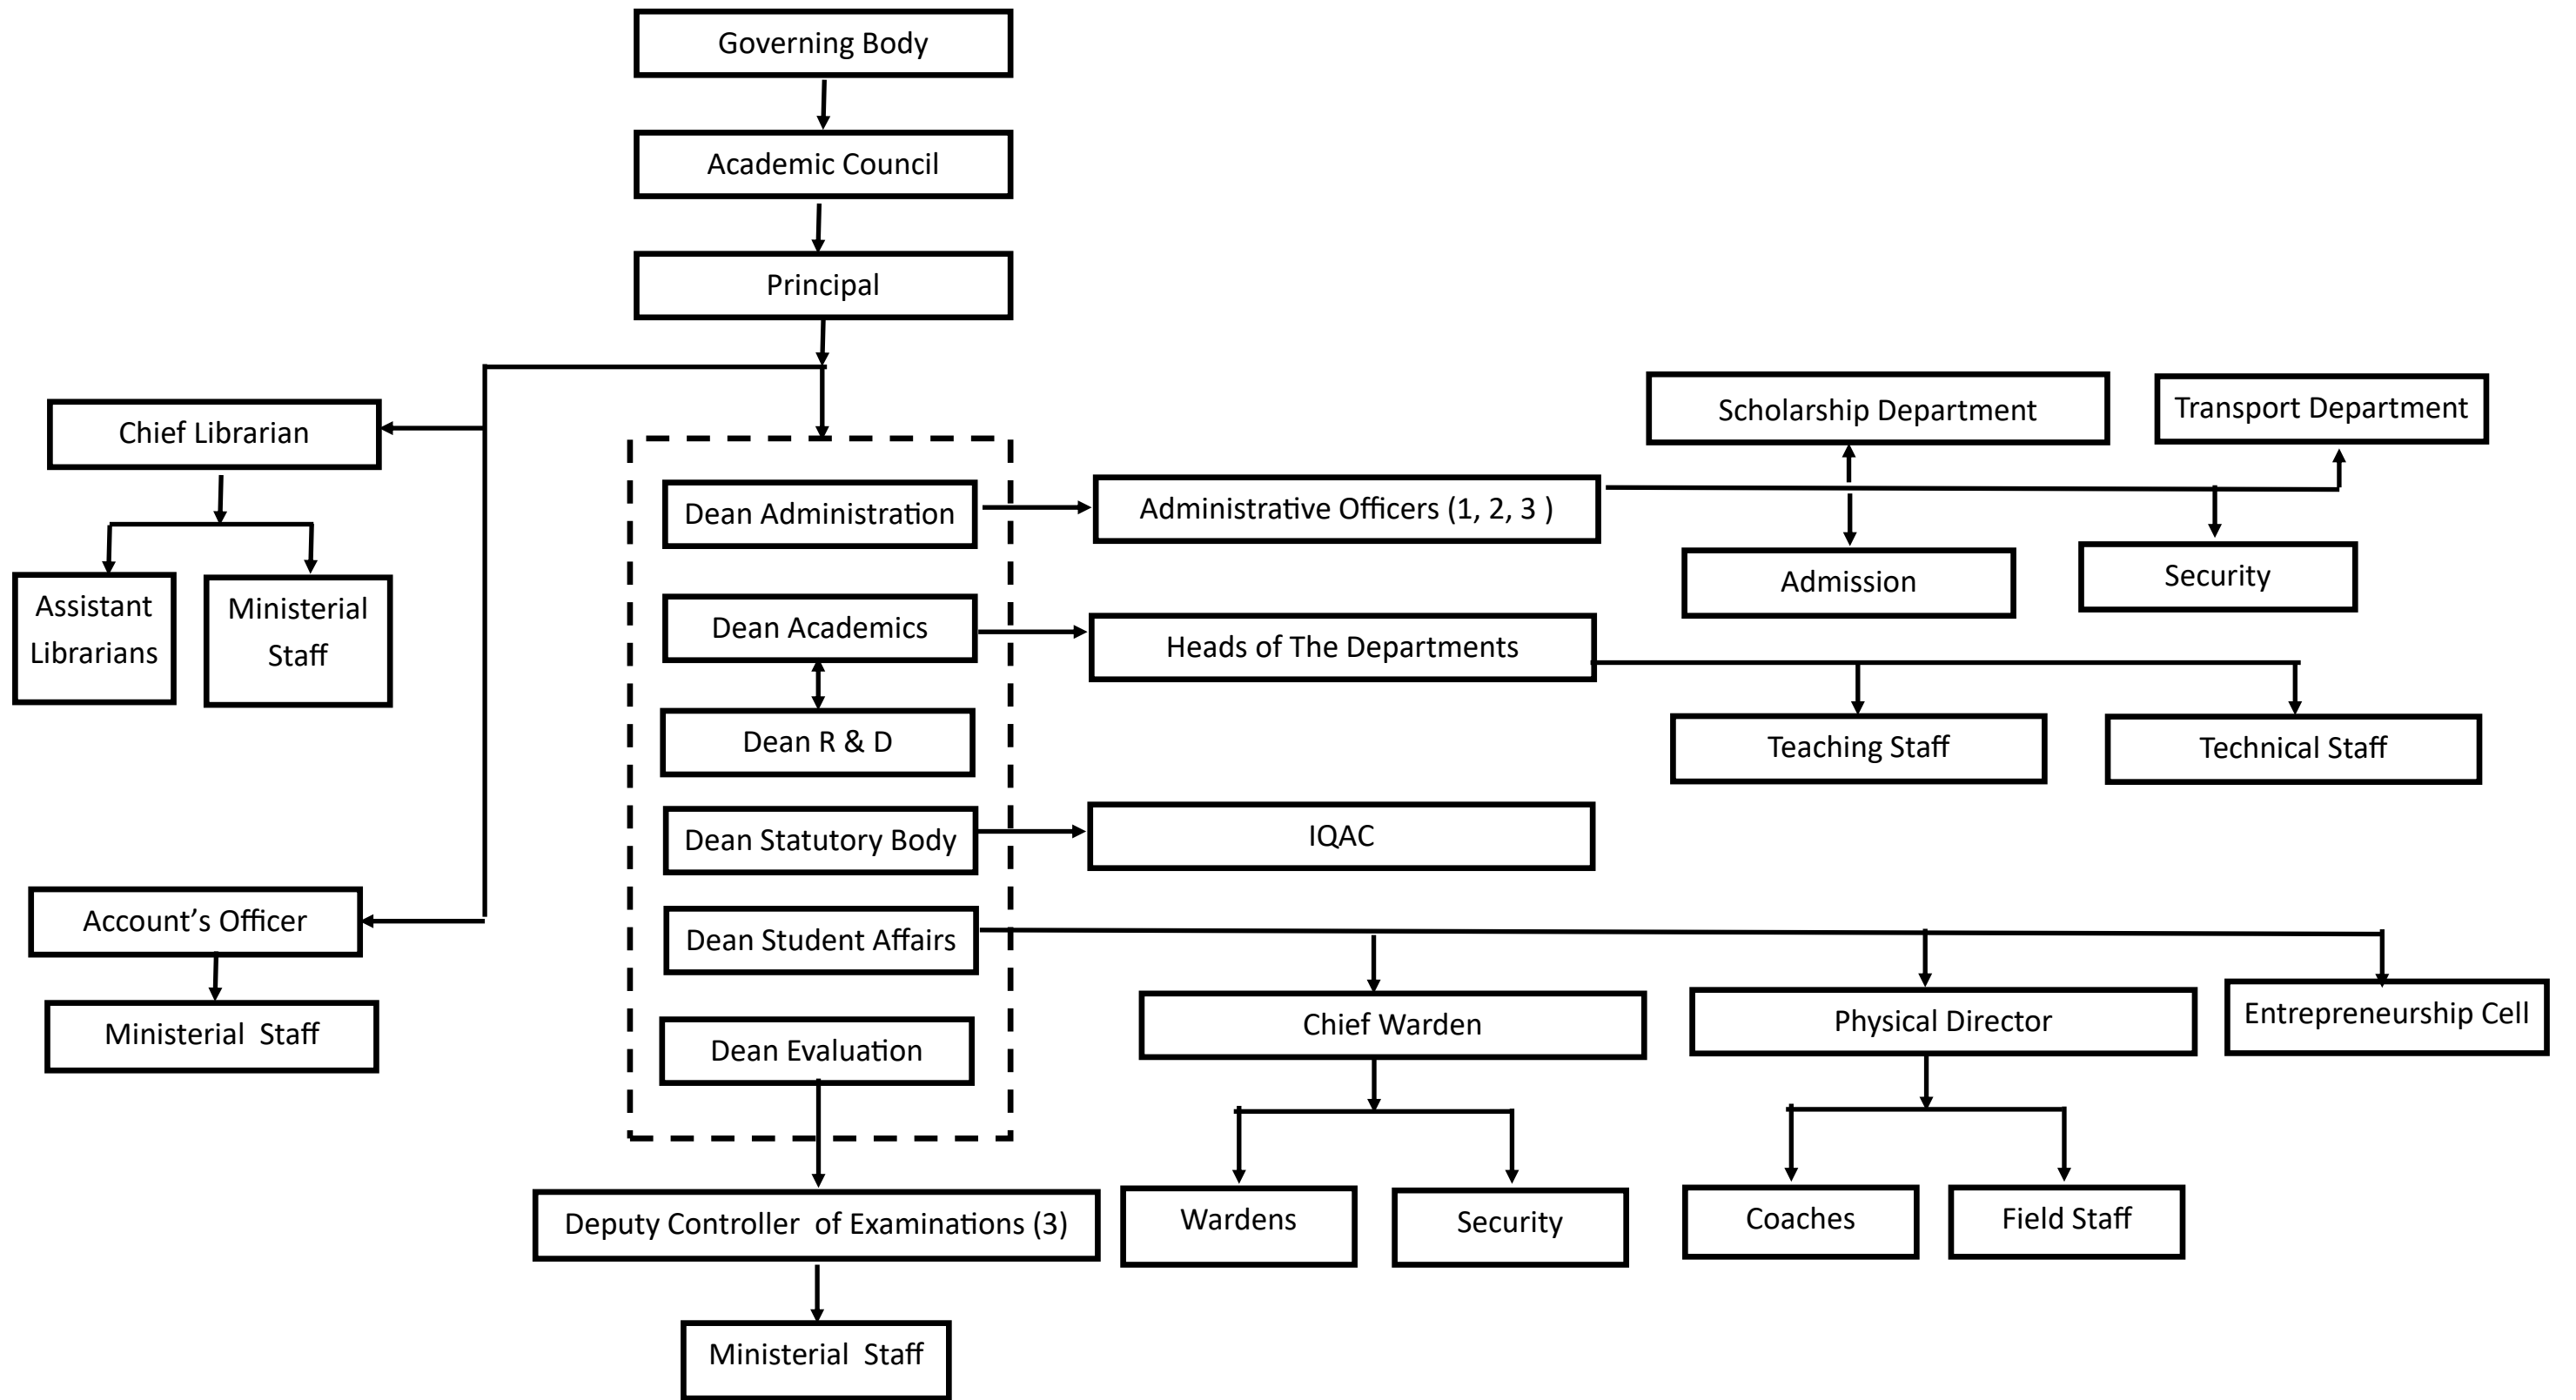 Governing Body
Academic Council
Principal
Chief Librarian
Assistant
Librarians
Ministerial
Staff
Account’s Officer
Ministerial  Staff
Dean Administration
Dean Academics
Dean R & D
Dean Statutory Body
Dean Student Affairs
Dean Evaluation
Administrative Officers (1, 2, 3 )
Scholarship Department
Transport Department
Admission
Security
Heads of The Departments
Teaching Staff
Technical Staff
IQAC
Chief Warden
Physical Director
Entrepreneurship Cell
Wardens
Security
Coaches
Field Staff
Deputy Controller  of Examinations (3)
Ministerial  Staff